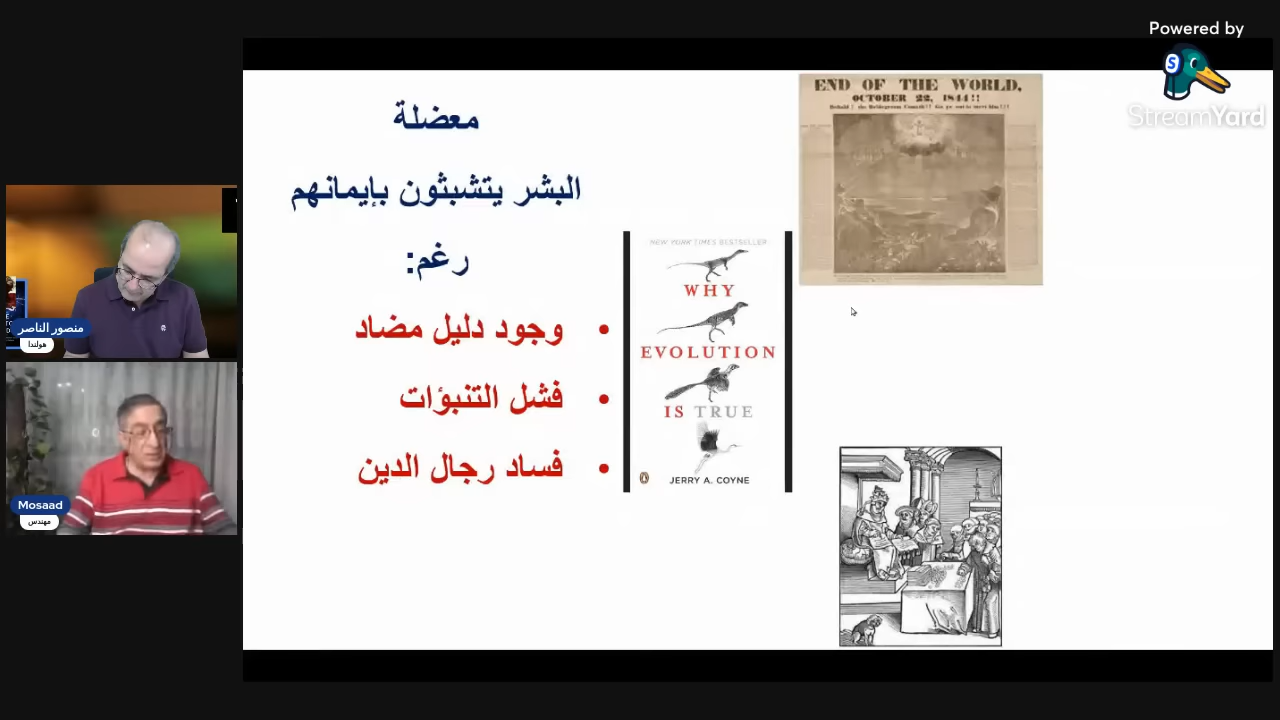 Powered by
StreamYard
معضلة
البشر يتشبثون بإيمانهم
رغم:
• وجود دليل مضاد
• فشل التنبؤات
• فساد رجال الدين
END OF THE WORLD,
OCTOBER 22, 1844!!
NEW YORK TIMES BESTSELLER
WHY
EVOLUTION
IS TRUE
JERRY A. COYNE
منصور الناصر
هولندا
Mosaad
مهندس